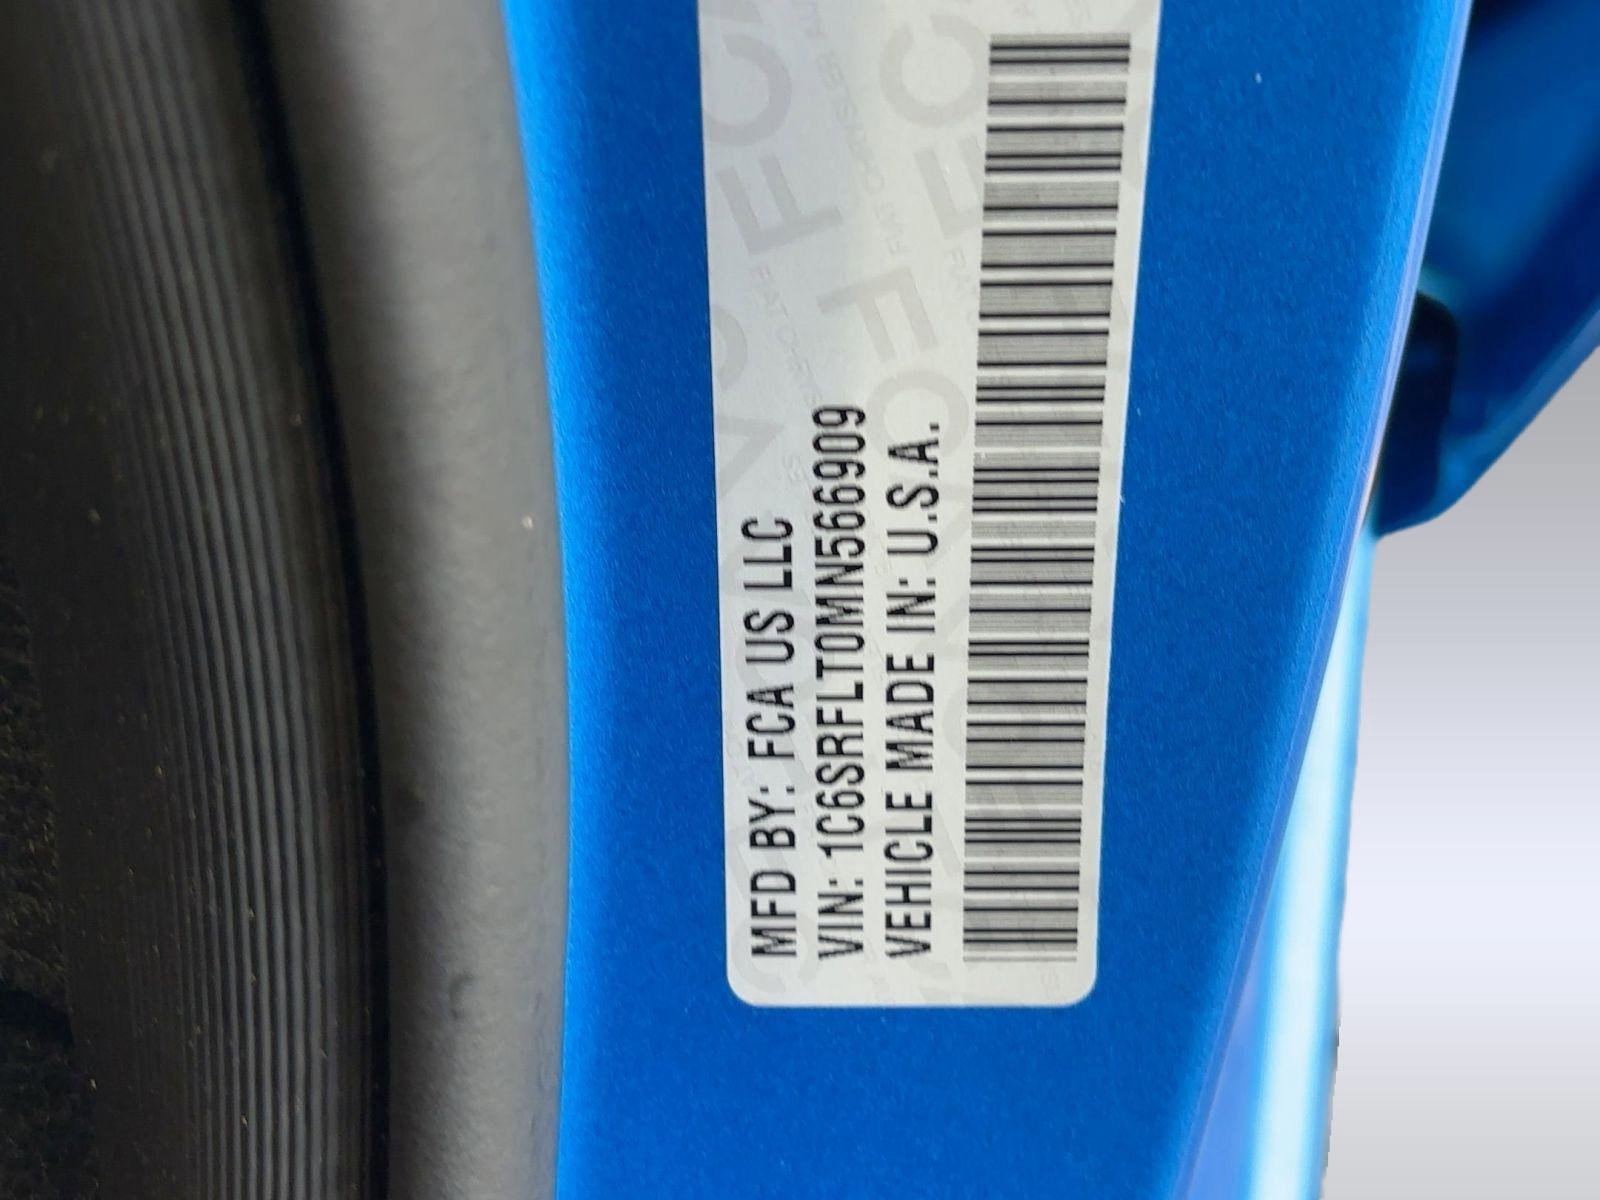 MFD BY: FCA US LLC
VIN: 1C6SRFLT0MN566909
VEHICLE MADE IN: U.S.A.